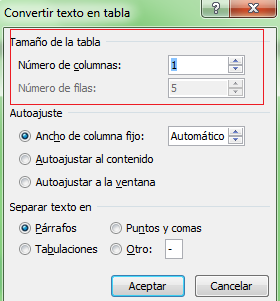 Convertir texto en tabla
Tamaño de la tabla
Número de columnas: 1
Número de filas: 5
Autoajuste
Ancho de columna fijo: Automático
Autoajustar al contenido
Autoajustar a la ventana
Separar texto en
Párrafos Puntos y comas
Tabulaciones Otro: -
Aceptar Cancelar